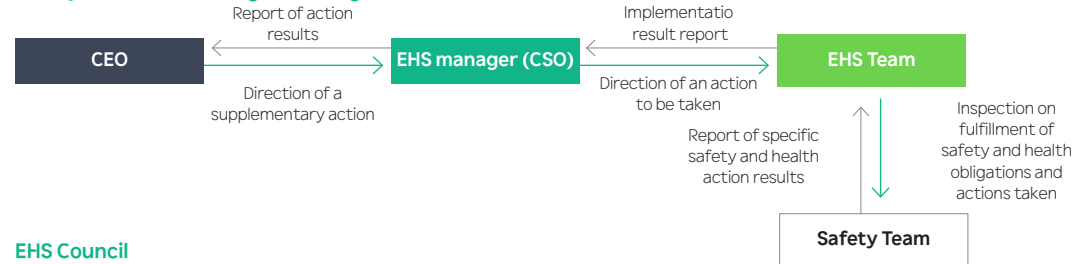 Report of action
results
Implementatio
result report
CEO
EHS manager (CSO)
EHS Team
Direction of a
supplementary action
Direction of an action
to be taken
Report of specific
safety and health
action results
Inspection on
fulfillment of
safety and health
obligations and
actions taken
Safety Team
EHS Council